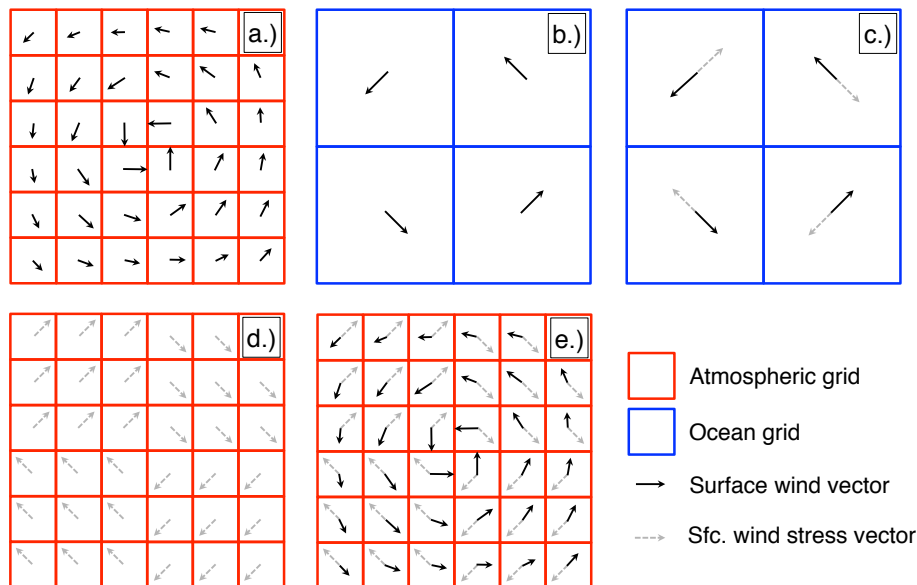 a.)
b.)
c.)
d.)
e.)
Atmospheric grid
Ocean grid
Surface wind vector
Sfc. wind stress vector